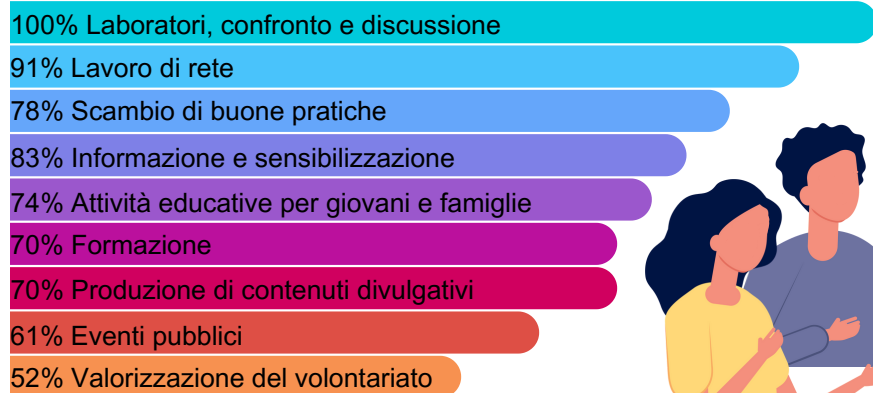 100% Laboratori, confronto e discussione
91% Lavoro di rete
78% Scambio di buone pratiche
83% Informazione e sensibilizzazione
74% Attività educative per giovani e famiglie
70% Formazione
70% Produzione di contenuti divulgativi
61% Eventi pubblici
52% Valorizzazione del volontariato